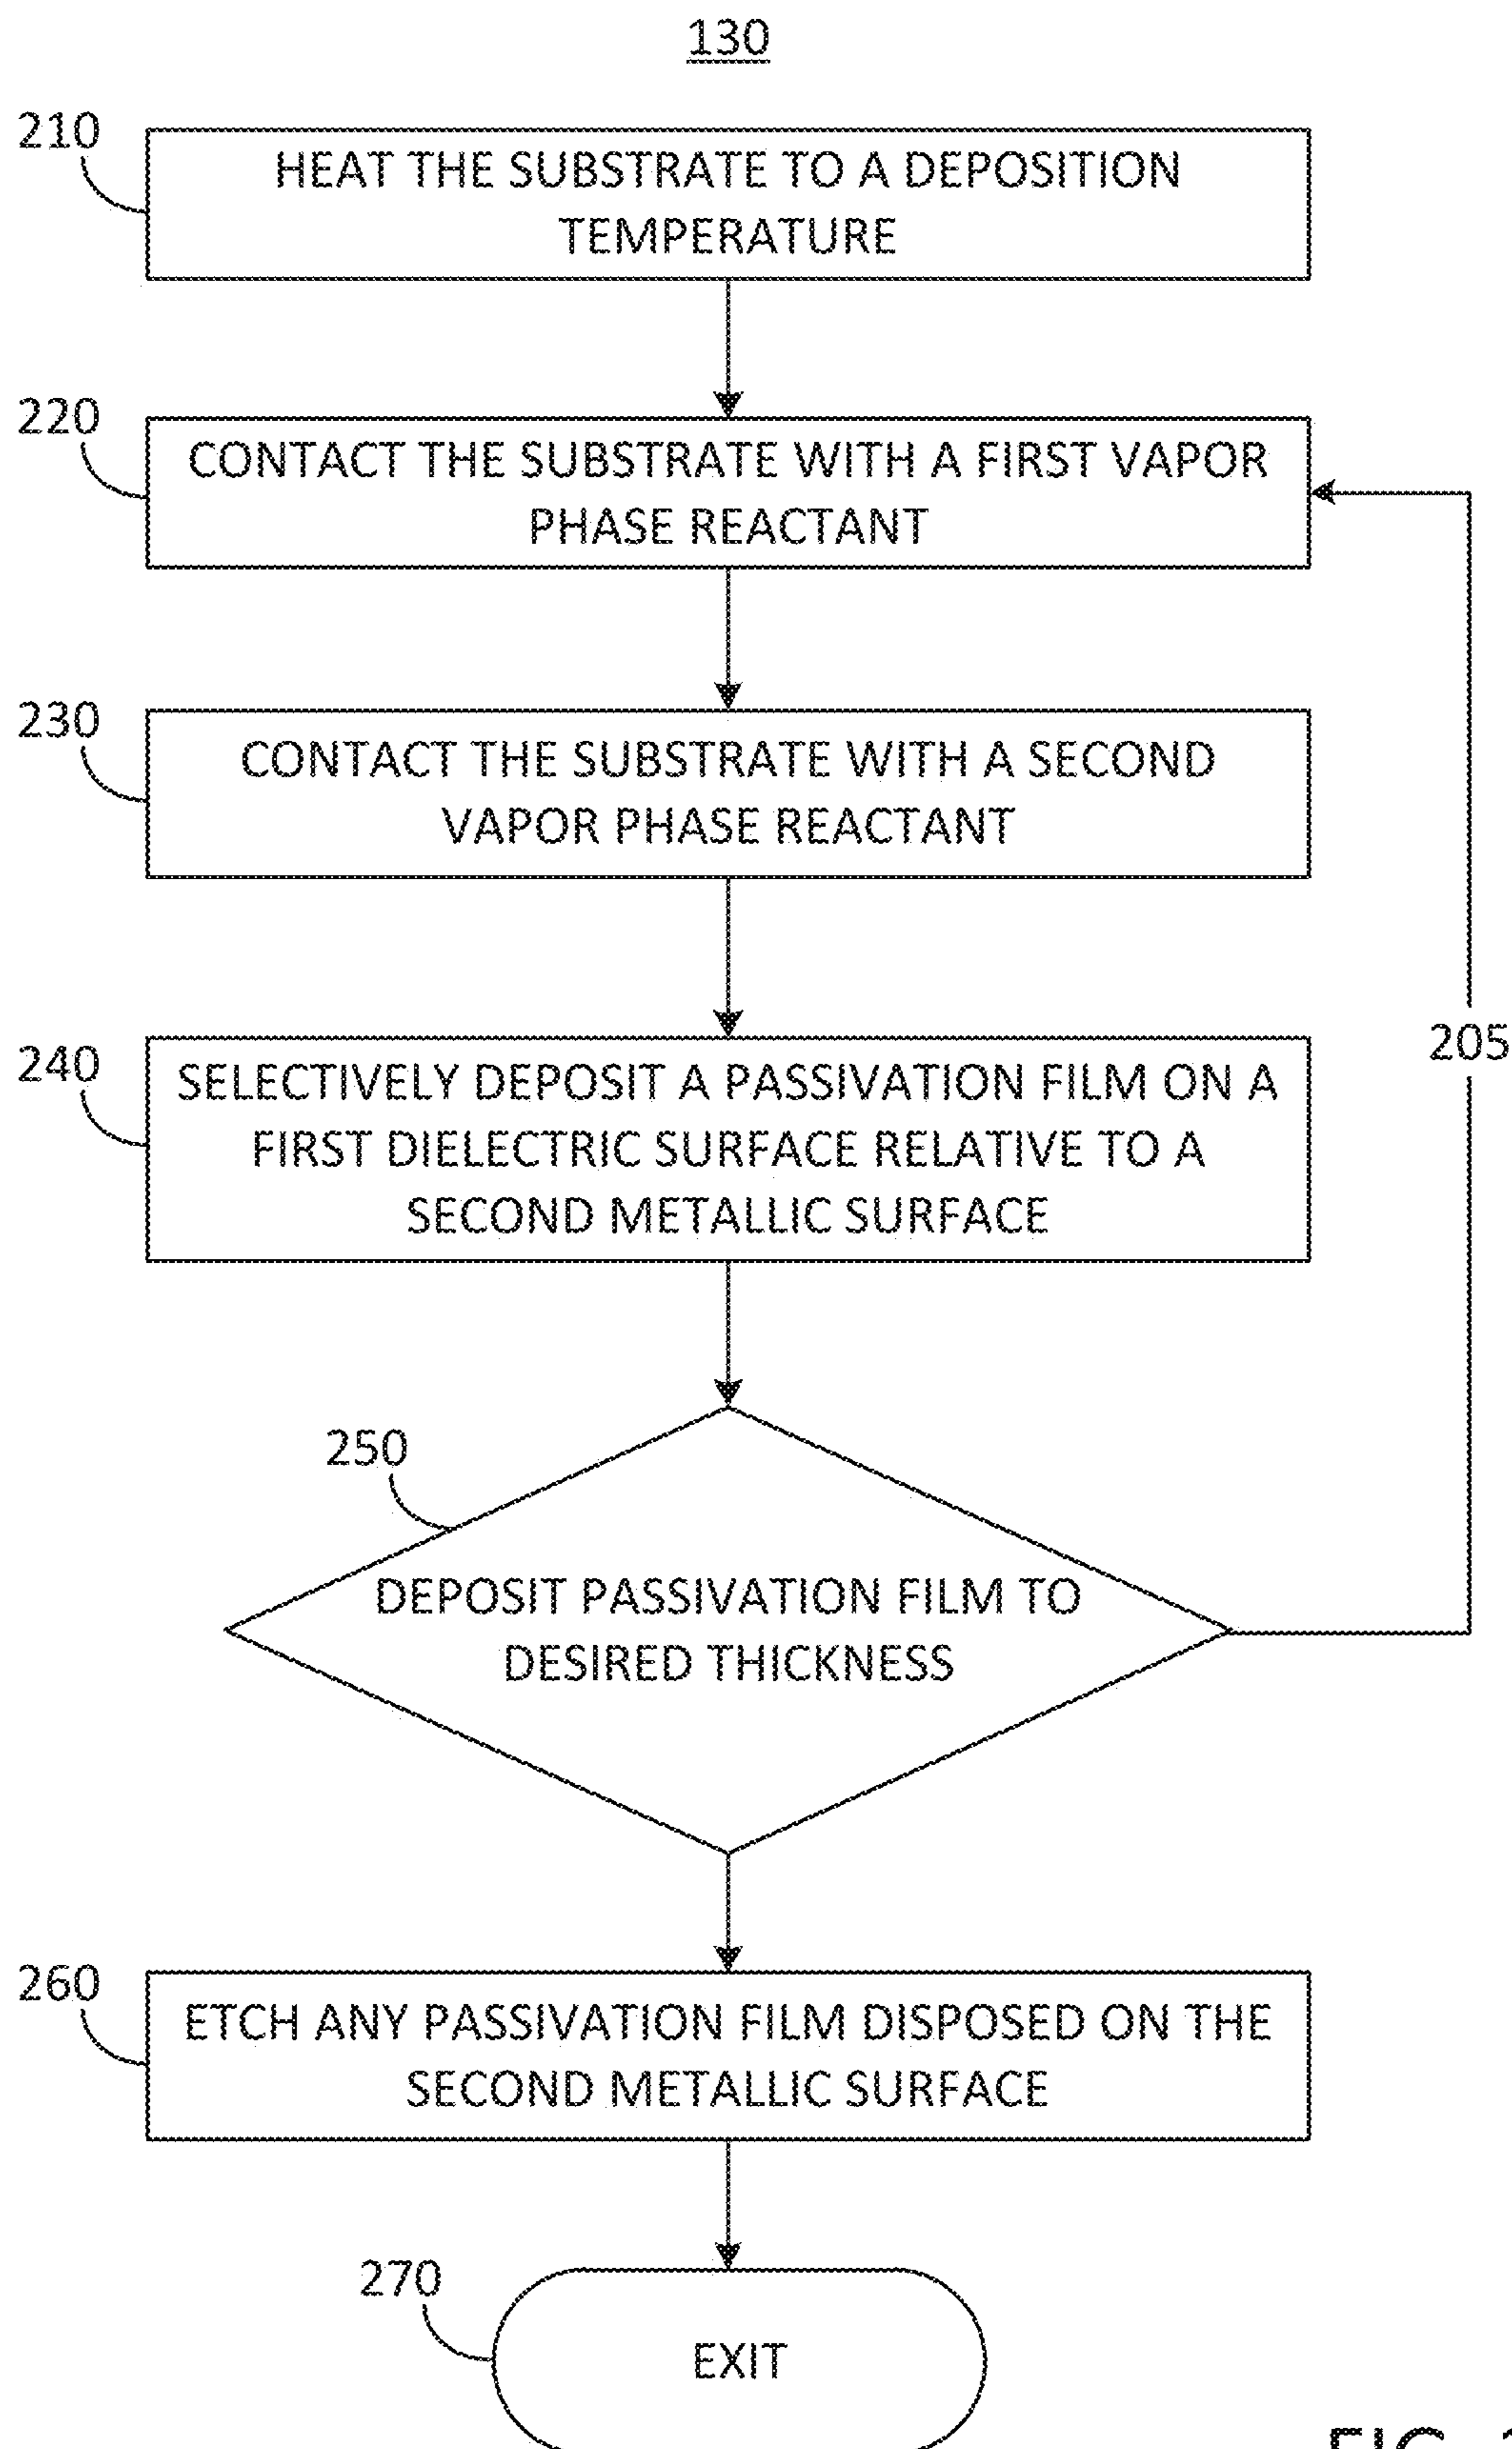 130
210
HEAT THE SUBSTRATE TO A DEPOSITION
TEMPERATURE
220
CONTACT THE SUBSTRATE WITH A FIRST VAPOR
PHASE REACTANT
230
CONTACT THE SUBSTRATE WITH A SECOND
VAPOR PHASE REACTANT
205
240
SELECTIVELY DEPOSIT A PASSIVATION FILM ON A
FIRST DIELECTRIC SURFACE RELATIVE TO A
SECOND METALLIC SURFACE
250
DEPOSIT PASSIVATION FILM TO
DESIRED THICKNESS
260
ETCH ANY PASSIVATION FILM DISPOSED ON THE
SECOND METALLIC SURFACE
270
EXIT
FIG.